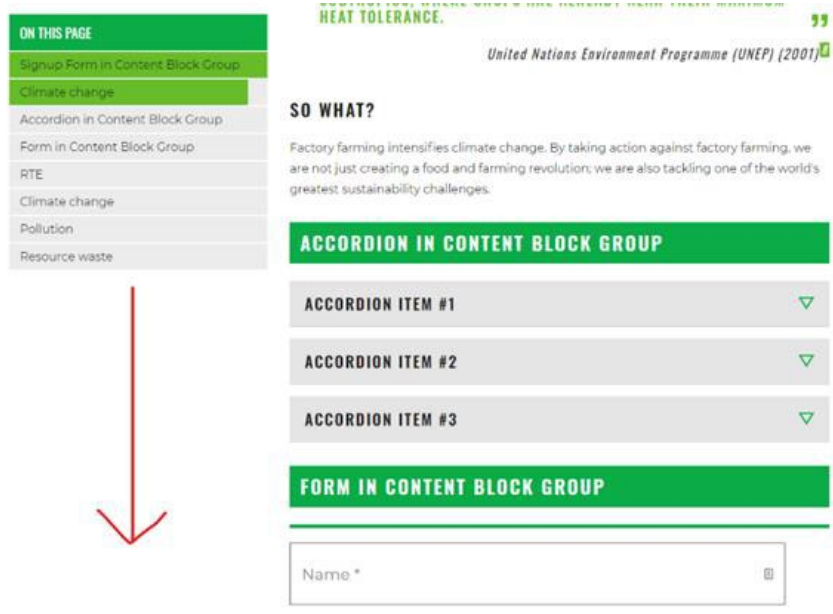 HEAT TOLERANCE.
United Nations Environment Programme (UNEP) (2001)
ON THIS PAGE
Signup Form in Content Block Group
Climate change
Accordion in Content Block Group
Form in Content Block Group
RTE
Climate change
Pollution
Resource waste
SO WHAT?
Factory farming intensifies climate change. By taking action against factory farming, we
are not just creating a food and farming revolution; we are also tackling one of the world's
greatest sustainability challenges.
ACCORDION IN CONTENT BLOCK GROUP
ACCORDION ITEM #1
ACCORDION ITEM #2
ACCORDION ITEM #3
FORM IN CONTENT BLOCK GROUP
Name *